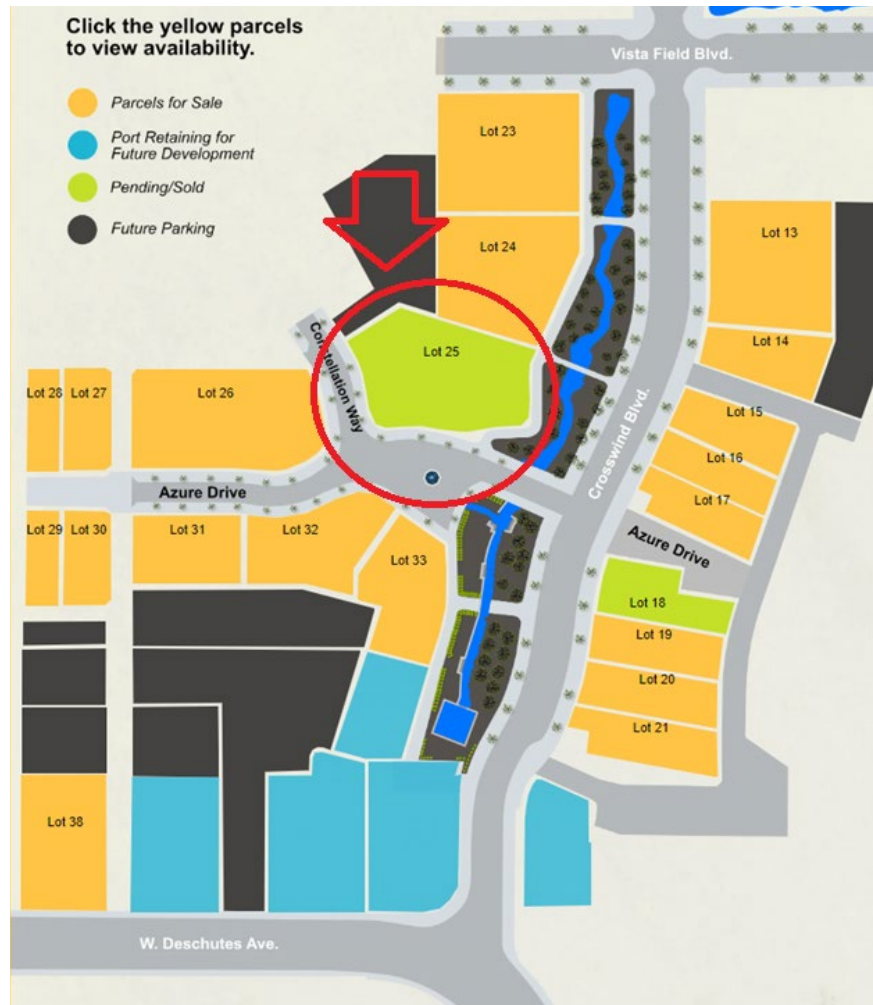 Click the yellow parcels
to view availability.
Parcels for Sale
Port Retaining for
Future Development
Pending/Sold
Future Parking
Vista Field Blvd.
Lot 23
Lot 24
Lot 13
Lot 14
Constellation Way
Lot 25
Lot 28
Lot 27
Lot 26
Crosswind Blvd.
Lot 15
Lot 16
Lot 17
Azure Drive
Lot 29
Lot 30
Lot 31
Lot 32
Lot 33
Azure Drive
Lot 18
Lot 19
Lot 20
Lot 21
Lot 38
W. Deschutes Ave.